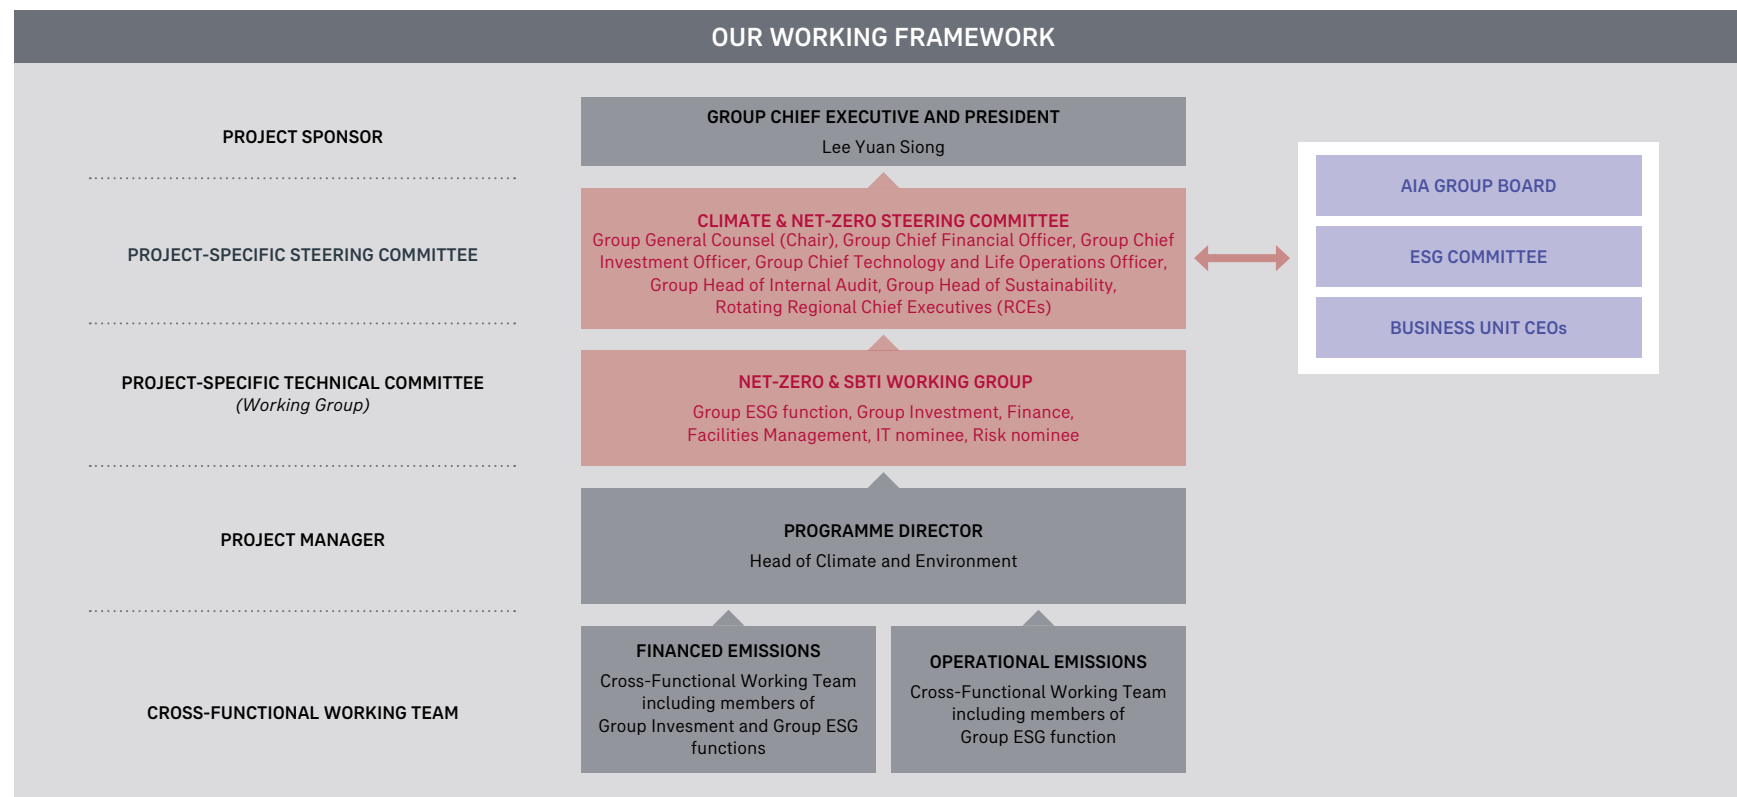 OUR WORKING FRAMEWORK
PROJECT SPONSOR
GROUP CHIEF EXECUTIVE AND PRESIDENT
Lee Yuan Siong
PROJECT-SPECIFIC STEERING COMMITTEE
CLIMATE & NET-ZERO STEERING COMMITTEE
Group General Counsel (Chair), Group Chief Financial Officer, Group Chief
Investment Officer, Group Chief Technology and Life Operations Officer,
Group Head of Internal Audit, Group Head of Sustainability,
Rotating Regional Chief Executives (RCEs)
AIA GROUP BOARD
ESG COMMITTEE
BUSINESS UNIT CEOs
PROJECT-SPECIFIC TECHNICAL COMMITTEE
(Working Group)
NET-ZERO & SBTI WORKING GROUP
Group ESG function, Group Investment, Finance,
Facilities Management, IT nominee, Risk nominee
PROJECT MANAGER
PROGRAMME DIRECTOR
Head of Climate and Environment
CROSS-FUNCTIONAL WORKING TEAM
FINANCED EMISSIONS
Cross-Functional Working Team
including members of
Group Invesment and Group ESG
functions
OPERATIONAL EMISSIONS
Cross-Functional Working Team
including members of
Group ESG function